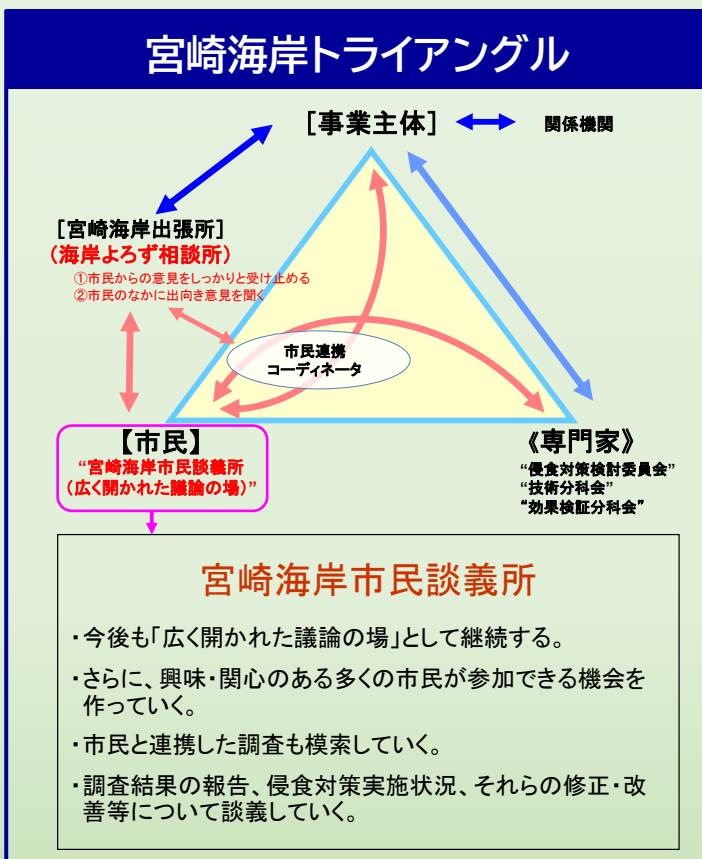 宮崎海岸トライアングル
［事業主体］
関係機関
［宮崎海岸出張所］
（海岸よろず相談所）
①市民からの意見をしっかりと受け止める
②市民のなかに出向き意見を聞く
市民連携
コーディネータ
【市民】
“宮崎海岸市民談義所
（広く開かれた議論の場）”
《専門家》
“侵食対策検討委員会”
“技術分科会”
“効果検証分科会”
宮崎海岸市民談義所
・今後も「広く開かれた議論の場」として継続する。
・さらに、興味・関心のある多くの市民が参加できる機会を
作っていく。
・市民と連携した調査も模索していく。
・調査結果の報告、侵食対策実施状況、それらの修正・改
善等について談義していく。